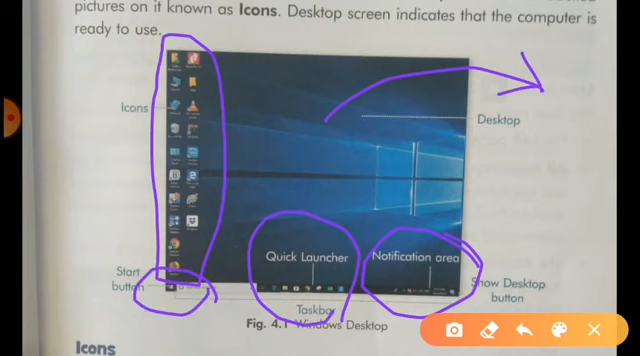 pictures on it known as Icons. Desktop screen indicates that the computer is
ready to use.
Icons
Desktop
Quick Launcher
Notification area
Start
button
Show Desktop
button
Taskbar
Fig. 4.1 Windows Desktop
Icons